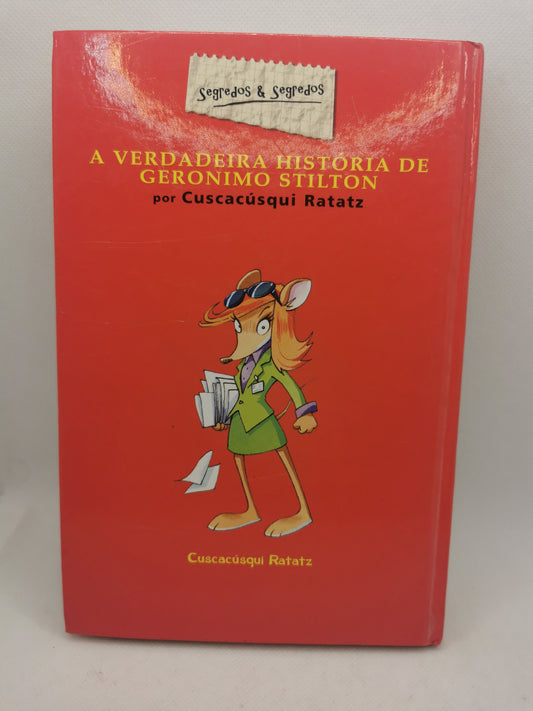 Segredos & Segredos
A VERDADEIRA HISTÓRIA DE
GERONIMO STILTON
por Cuscacúsqui Ratatz
Cuscacúsqui Ratatz